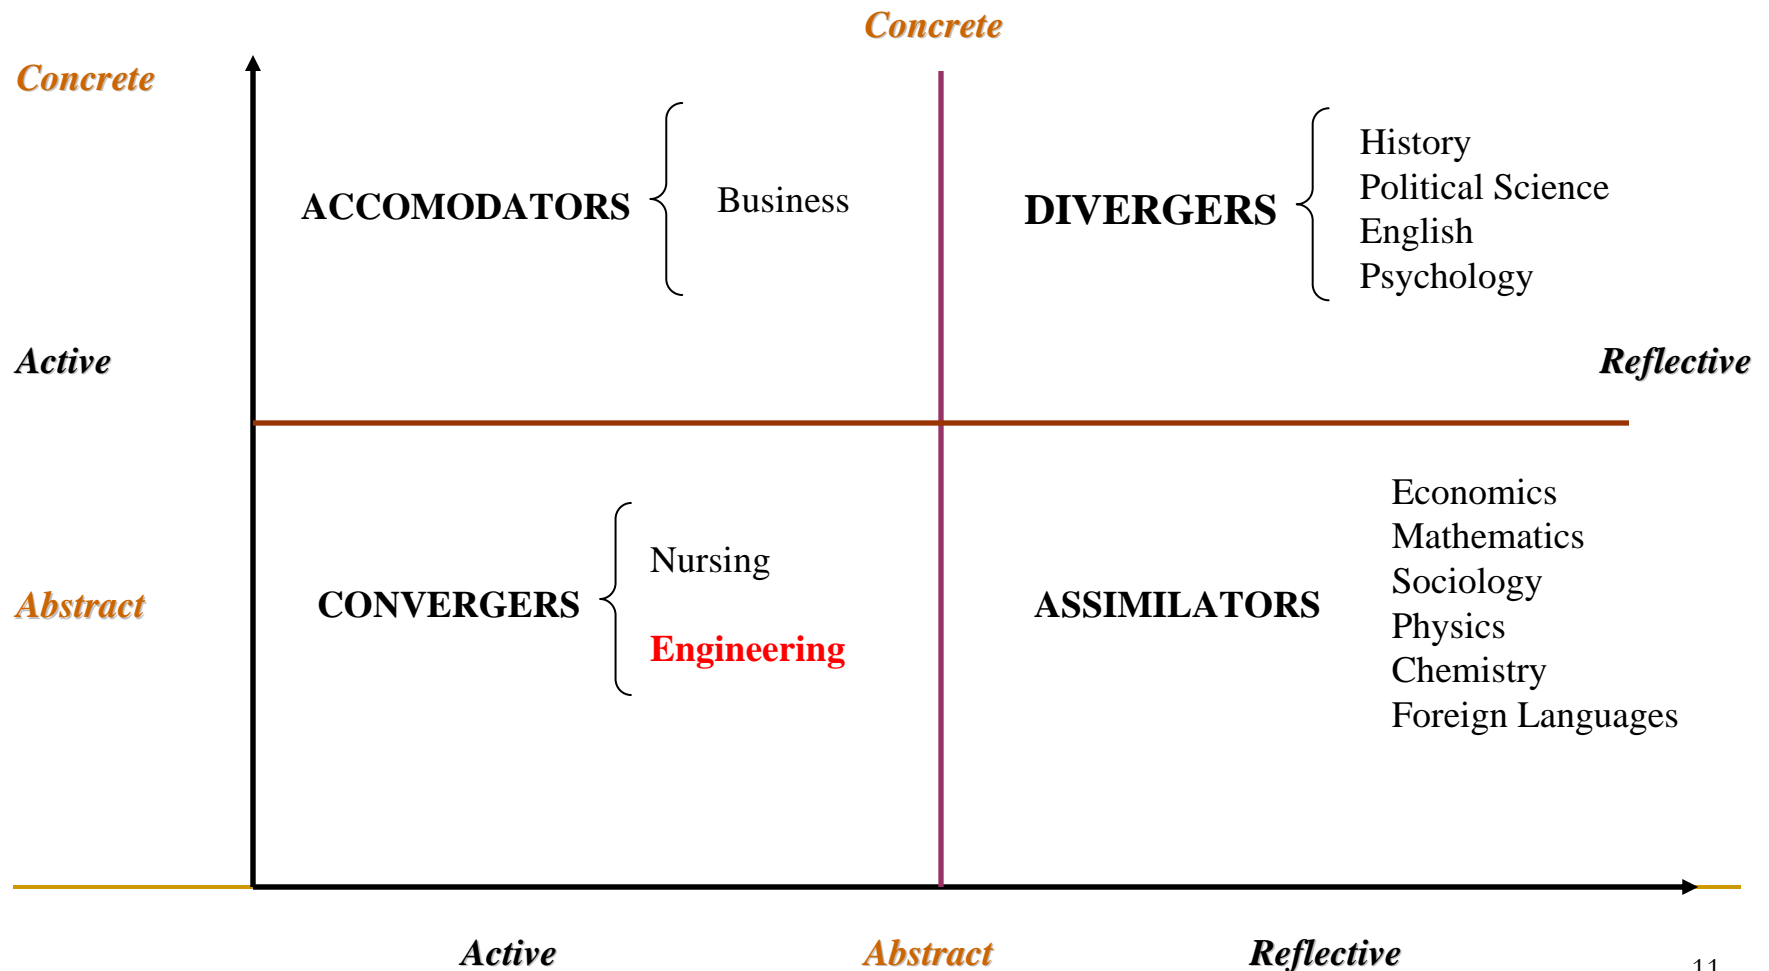 Concrete
Concrete
ACCOMODATORS
Business
DIVERGERS
History
Political Science
English
Psychology
Active
Reflective
Abstract
CONVERGERS
Nursing
Engineering
ASSIMILATORS
Economics
Mathematics
Sociology
Physics
Chemistry
Foreign Languages
Active
Abstract
Reflective
11